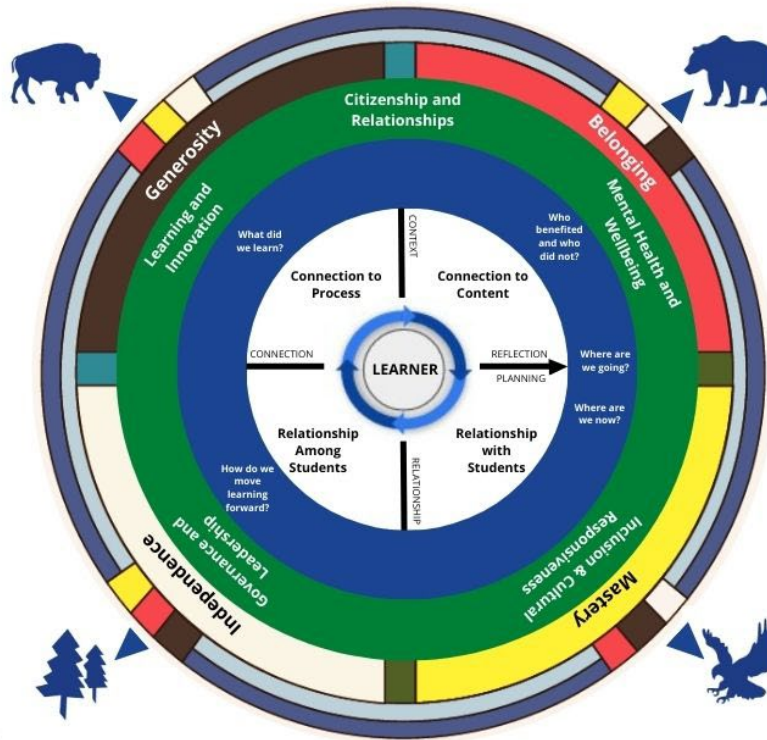 Citizenship and
Relationships
Generosity
Belonging
Learning and
Innovation
Mental Health and
Wellbeing
What did
we learn?
Who
benefited
and who
did not?
CONTEXT
Connection to
Process
Connection to
Content
CONNECTION
LEARNER
REFLECTION
PLANNING
Where are
we going?
Where are
we now?
Relationship
Among
Students
Relationship
with
Students
RELATIONSHIP
How do we
move
learning
forward?
Governance and
Leadership
Independence
Inclusion & Cultural
Responsiveness
Mastery